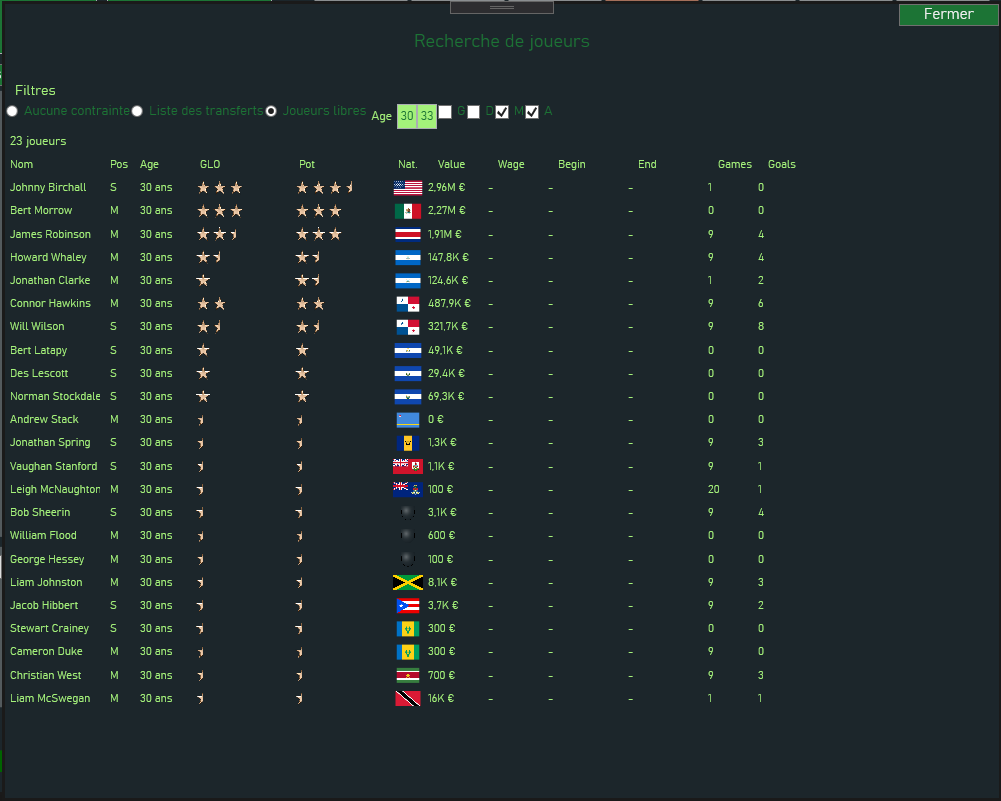 Fermer
Recherche de joueurs
Filtres
Aucune contrainte Liste des transferts Joueurs libres Age 30 33 G D M A
23 joueurs
Nom Pos Age GLO Pot Nat. Value Wage Begin End Games Goals
Johnny Birchall S 30 ans 2,96M € - - - 1 0
Bert Morrow M 30 ans 2,27M € - - - 0 0
James Robinson M 30 ans 1,91M € - - - 9 4
Howard Whaley M 30 ans 147,8K € - - - 9 4
Jonathan Clarke M 30 ans 124,6K € - - - 1 2
Connor Hawkins M 30 ans 487,9K € - - - 9 6
Will Wilson S 30 ans 321,7K € - - - 9 8
Bert Latapy S 30 ans 49,1K € - - - 0 0
Des Lescott S 30 ans 29,4K € - - - 0 0
Norman Stockdale S 30 ans 69,3K € - - - 0 0
Andrew Stack M 30 ans 0 € - - - 0 0
Jonathan Spring S 30 ans 1,3K € - - - 9 3
Vaughan Stanford S 30 ans 1,1K € - - - 9 1
Leigh McNaughton M 30 ans 100 € - - - 20 1
Bob Sheerin S 30 ans 3,1K € - - - 9 4
William Flood M 30 ans 600 € - - - 0 0
George Hessey M 30 ans 100 € - - - 0 0
Liam Johnston M 30 ans 8,1K € - - - 9 3
Jacob Hibbert S 30 ans 3,7K € - - - 9 2
Stewart Crainey S 30 ans 300 € - - - 0 0
Cameron Duke M 30 ans 300 € - - - 9 0
Christian West M 30 ans 700 € - - - 9 3
Liam McSwegan M 30 ans 16K € - - - 1 1